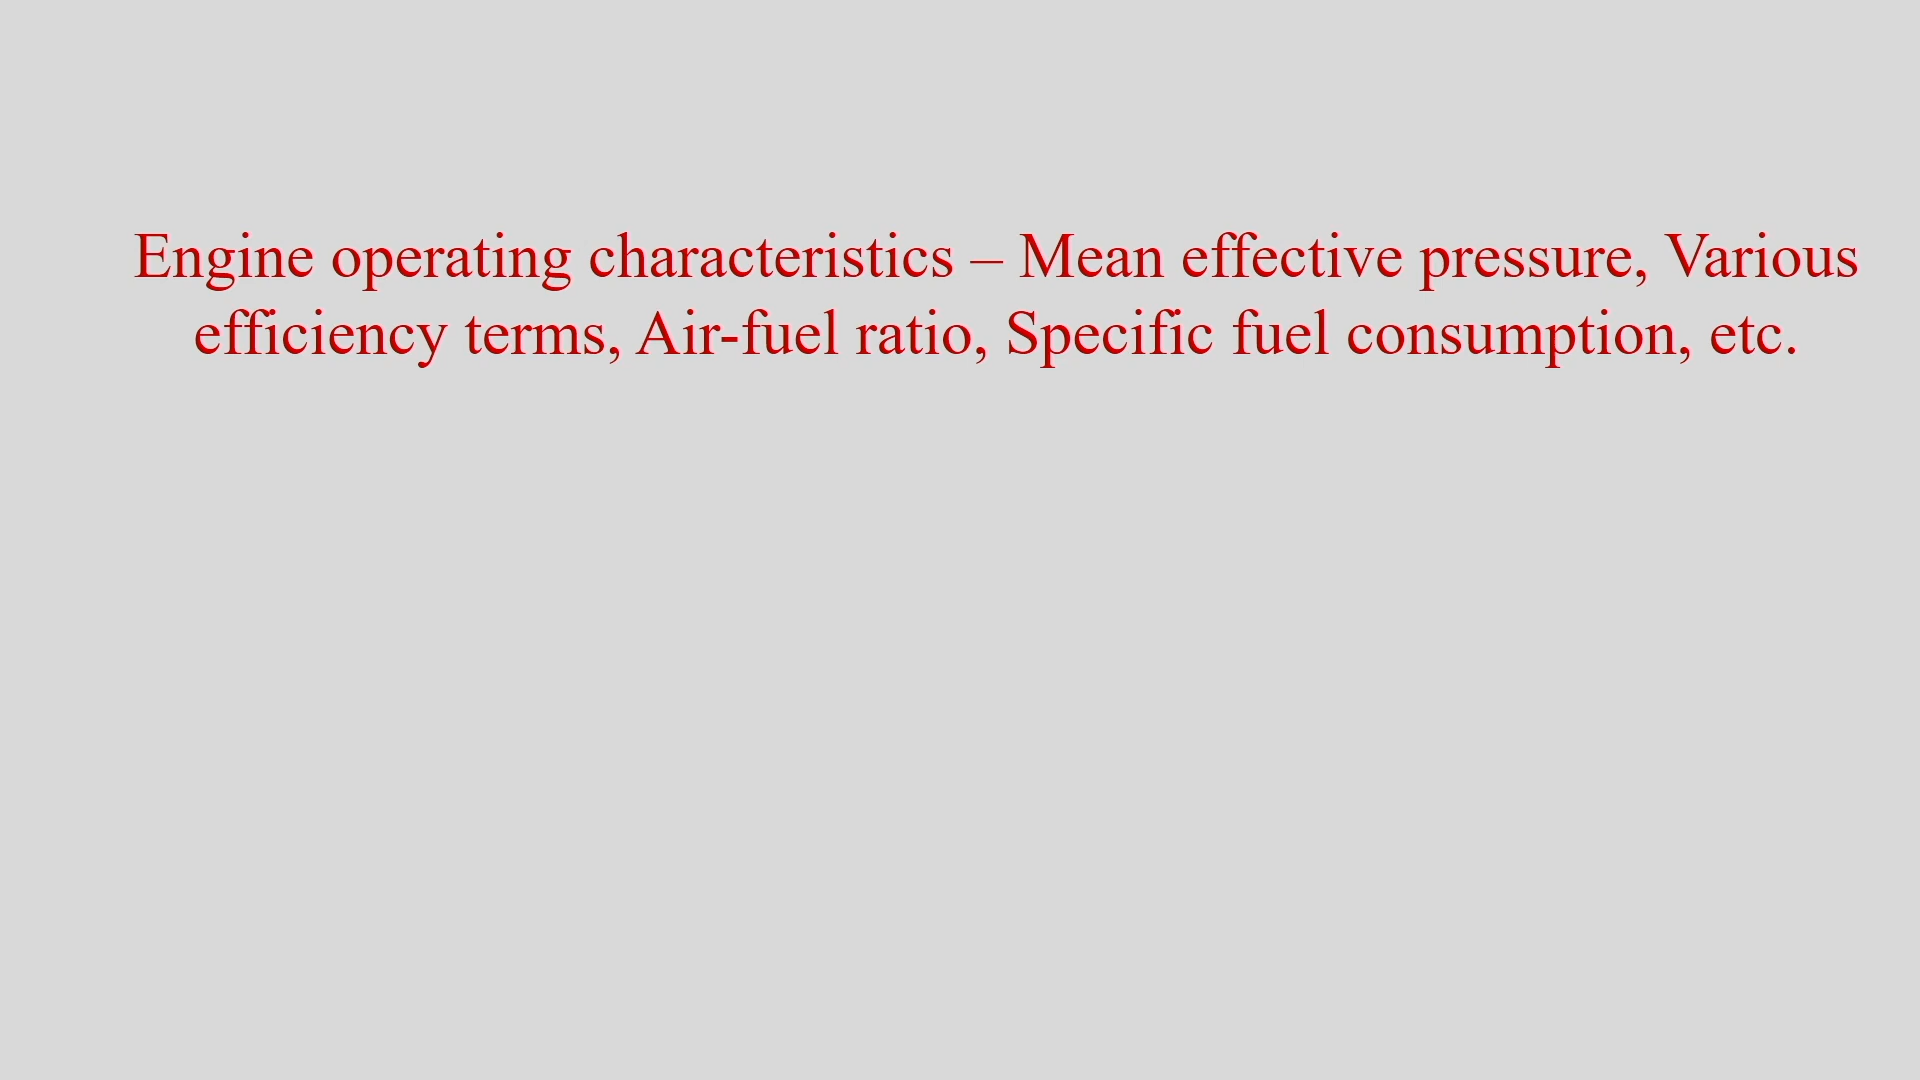 Engine operating characteristics – Mean effective pressure, Various
efficiency terms, Air-fuel ratio, Specific fuel consumption, etc.